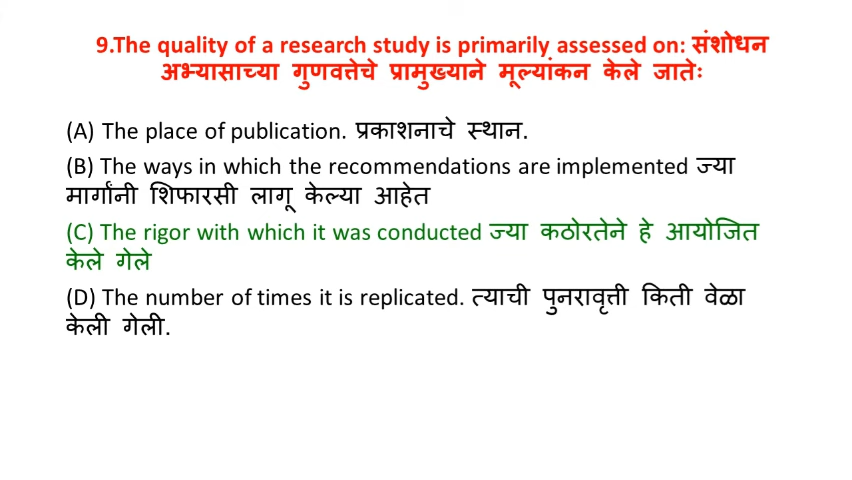 9.The quality of a research study is primarily assessed on: संशोधन
अभ्यासाच्या गुणवत्तेचे प्रामुख्याने मूल्यांकन केले जातेः
(A) The place of publication. प्रकाशनाचे स्थान.
(B) The ways in which the recommendations are implemented ज्या
मार्गांनी शिफारसी लागू केल्या आहेत
(C) The rigor with which it was conducted ज्या कठोरतेने हे आयोजित
केले गेले
(D) The number of times it is replicated. त्याची पुनरावृत्ती किती वेळा
केली गेली.